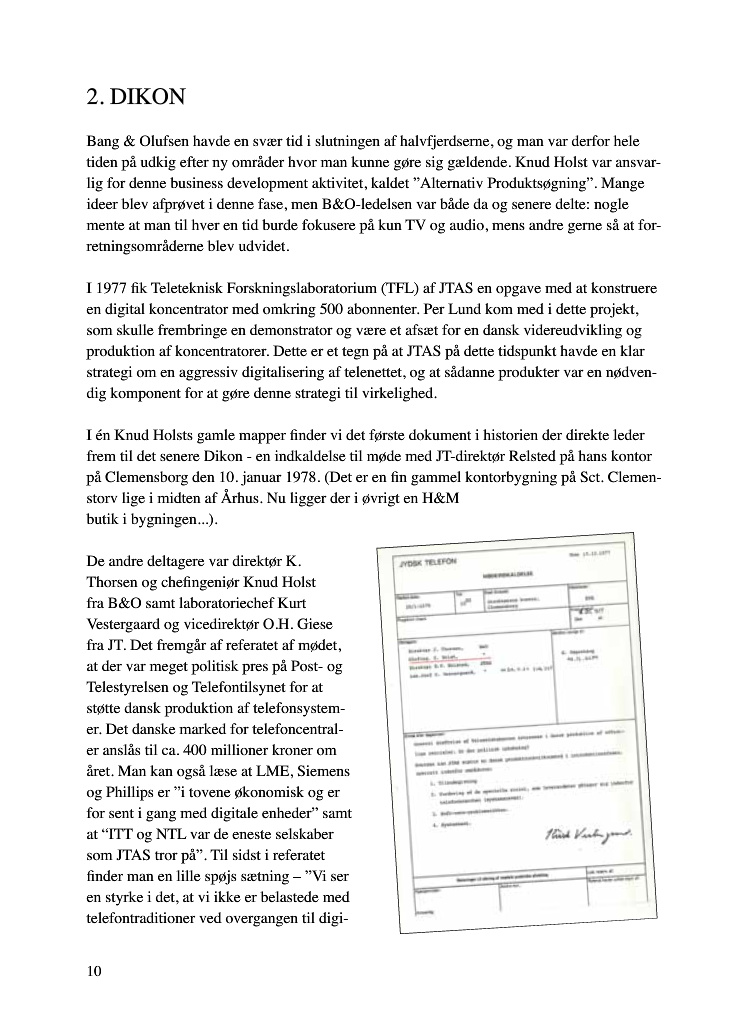 2. DIKON
Bang & Olufsen havde en svær tid i slutningen af halvfjerdserne, og man var derfor hele
tiden på udkig efter ny områder hvor man kunne gøre sig gældende. Knud Holst var ansvar-
lig for denne business development aktivitet, kaldet ”Alternativ Produktsøgning”. Mange
ideer blev afprøvet i denne fase, men B&O-ledelsen var både da og senere delte: nogle
mente at man til hver en tid burde fokusere på kun TV og audio, mens andre gerne så at for-
retningsområderne blev udvidet.
I 1977 fik Teleteknisk Forskningslaboratorium (TFL) af JTAS en opgave med at konstruere
en digital koncentrator med omkring 500 abonnenter. Per Lund kom med i dette projekt,
som skulle frembringe en demonstrator og være et afsæt for en dansk videreudvikling og
produktion af koncentratorer. Dette er et tegn på at JTAS på dette tidspunkt havde en klar
strategi om en aggressiv digitalisering af telenettet, og at sådanne produkter var en nødven-
dig komponent for at gøre denne strategi til virkelighed.
I én Knud Holsts gamle mapper finder vi det første dokument i historien der direkte leder
frem til det senere Dikon - en indkaldelse til møde med JT-direktør Relsted på hans kontor
på Clemensborg den 10. januar 1978. (Det er en fin gammel kontorbygning på Sct. Clemen-
storv lige i midten af Århus. Nu ligger der i øvrigt en H&M
butik i bygningen...).
De andre deltagere var direktør K.
Thorsen og chefingeniør Knud Holst
fra B&O samt laboratoriechef Kurt
Vestergaard og vicedirektør O.H. Giese
fra JT. Det fremgår af referatet af mødet,
at der var meget politisk pres på Post- og
Telestyrelsen og Telefontilsynet for at
støtte dansk produktion af telefonsystem-
er. Det danske marked for telefoncentral-
er anslås til ca. 400 millioner kroner om
året. Man kan også læse at LME, Siemens
og Phillips er ”i tovene økonomisk og er
for sent i gang med digitale enheder” samt
at “ITT og NTL var de eneste selskaber
som JTAS tror på”. Til sidst i referatet
finder man en lille spøjs sætning – ”Vi ser
en styrke i det, at vi ikke er belastede med
telefontraditioner ved overgangen til digi-
JYDSK TELEFON
MØDEINDKALDELSE
10